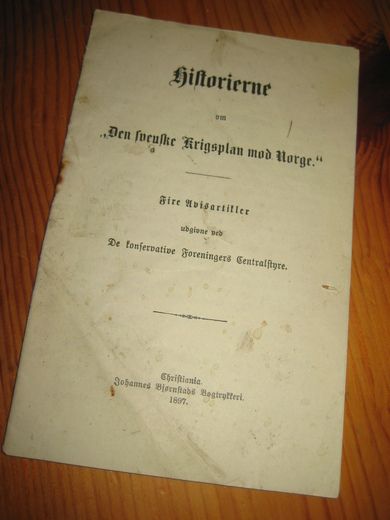 Historierne
om
„Den svenske Krigsplan mod Norge."
Fire Avisartikler
udgivne ved
De konservative Foreningers Centralstyre.
Christiania.
Johannes Bjørnstads Bogtrykkeri.
1897.